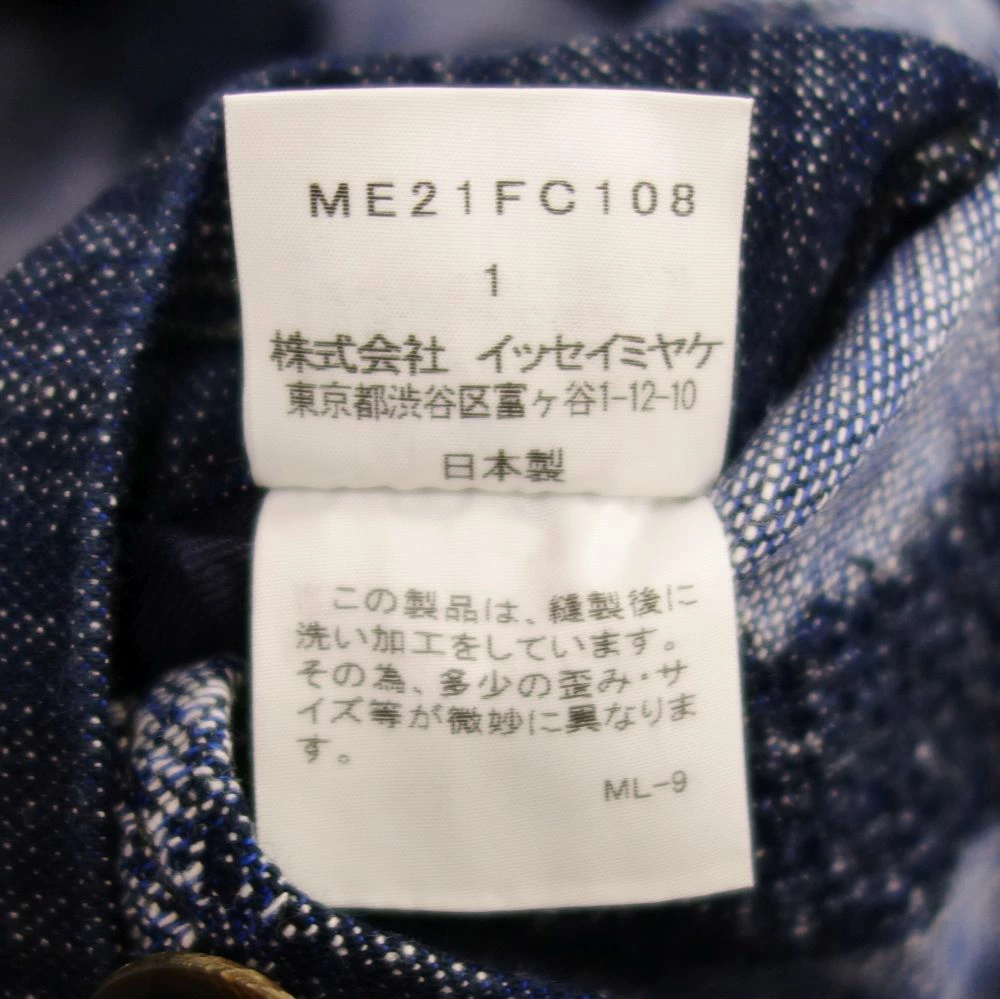 ME21FC108
1
株式会社 イッセイミヤケ
東京都渋谷区富ヶ谷1-12-10
日本製
この製品は、縫製後に
洗い加工をしています。
その為、多少の歪み・サ
イズ等が微妙に異なりま
す。
ML-9